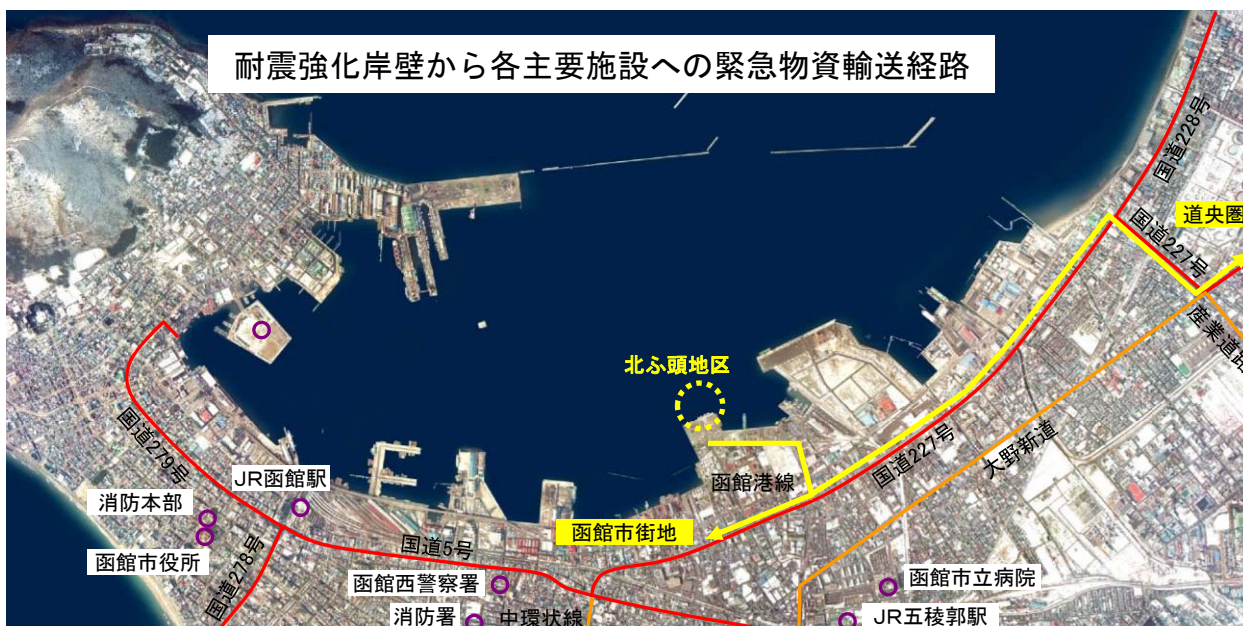 耐震強化岸壁から各主要施設への緊急物資輸送経路
国道228号
道央圏
国道227号
産業道路
北ふ頭地区
国道279号
国道227号
大野新道
函館港線
JR函館駅
消防本部
函館市街地
函館市役所
国道278号
国道5号
函館西警察署
函館市立病院
消防署
中環状線
JR五稜郭駅